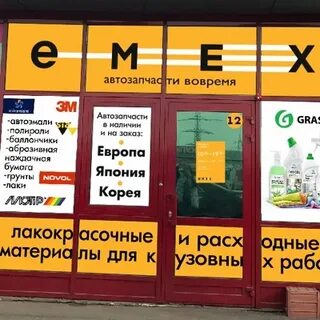 емех
автозапчасти вовремя
12
3M
-автоэмали
-полироли
-баллончики
-абразивная
наждачная
бумага
-грунты
-лаки
NOVOL
Автозапчасти
в наличии
и на заказ:
• Европа
• Япония
• Корея
GRASS
лакокрасочные и расходные
материалы для кузовных работ